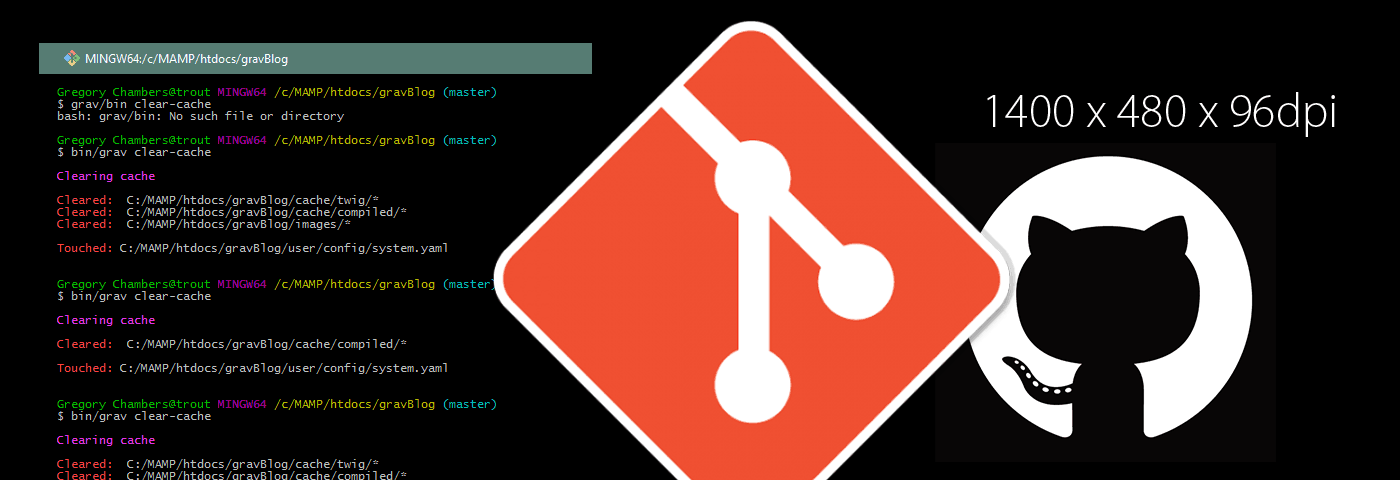 MINGW64:/c/MAMP/htdocs/gravBlog
Gregory Chambers@trout MINGW64 /c/MAMP/htdocs/gravBlog (master)
$ grav/bin clear-cache
bash: grav/bin: No such file or directory
Gregory Chambers@trout MINGW64 /c/MAMP/htdocs/gravBlog (master)
$ bin/grav clear-cache
Clearing cache
Cleared:  C:/MAMP/htdocs/gravBlog/cache/twig/*
Cleared:  C:/MAMP/htdocs/gravBlog/cache/compiled/*
Cleared:  C:/MAMP/htdocs/gravBlog/images/*
Touched: C:/MAMP/htdocs/gravBlog/user/config/system.yaml
Gregory Chambers@trout MINGW64 /c/MAMP/htdocs/gravBlog (master)
$ bin/grav clear-cache
Clearing cache
Cleared:  C:/MAMP/htdocs/gravBlog/cache/compiled/*
Touched: C:/MAMP/htdocs/gravBlog/user/config/system.yaml
Gregory Chambers@trout MINGW64 /c/MAMP/htdocs/gravBlog (master)
$ bin/grav clear-cache
Clearing cache
Cleared:  C:/MAMP/htdocs/gravBlog/cache/twig/*
Cleared:  C:/MAMP/htdocs/gravBlog/cache/compiled/*
1400 x 480 x 96dpi